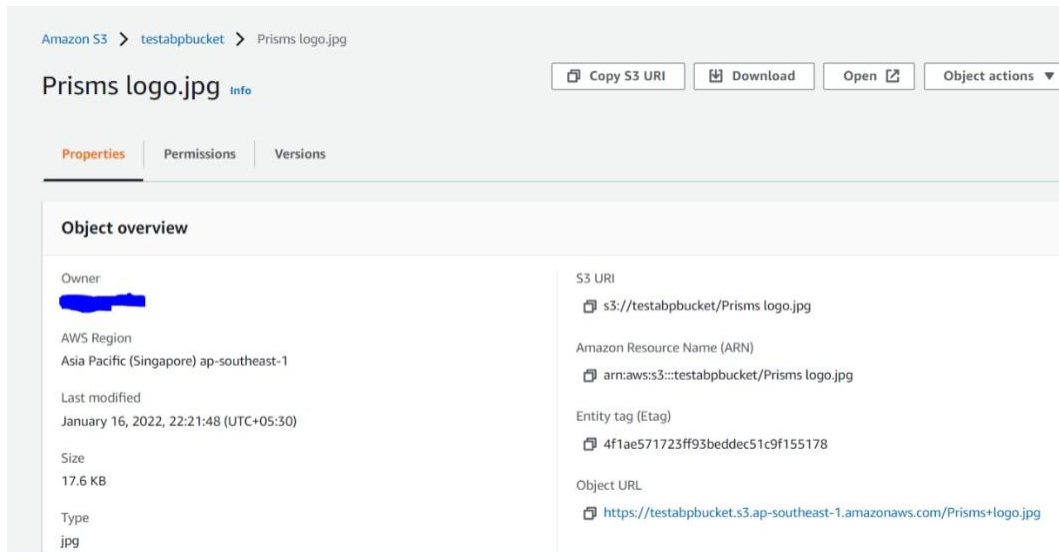 Amazon S3 > testabpbucket > Prisms logo.jpg
Prisms logo.jpg Info
Copy S3 URI Download Open Object actions
Properties Permissions Versions
Object overview
Owner
AWS Region
Asia Pacific (Singapore) ap-southeast-1
Last modified
January 16, 2022, 22:21:48 (UTC+05:30)
Size
17.6 KB
Type
jpg
S3 URI
s3://testabpbucket/Prisms logo.jpg
Amazon Resource Name (ARN)
arn:aws:s3:::testabpbucket/Prisms logo.jpg
Entity tag (Etag)
4f1ae571723ff93beddec51c9f155178
Object URL
https://testabpbucket.s3.ap-southeast-1.amazonaws.com/Prisms+logo.jpg